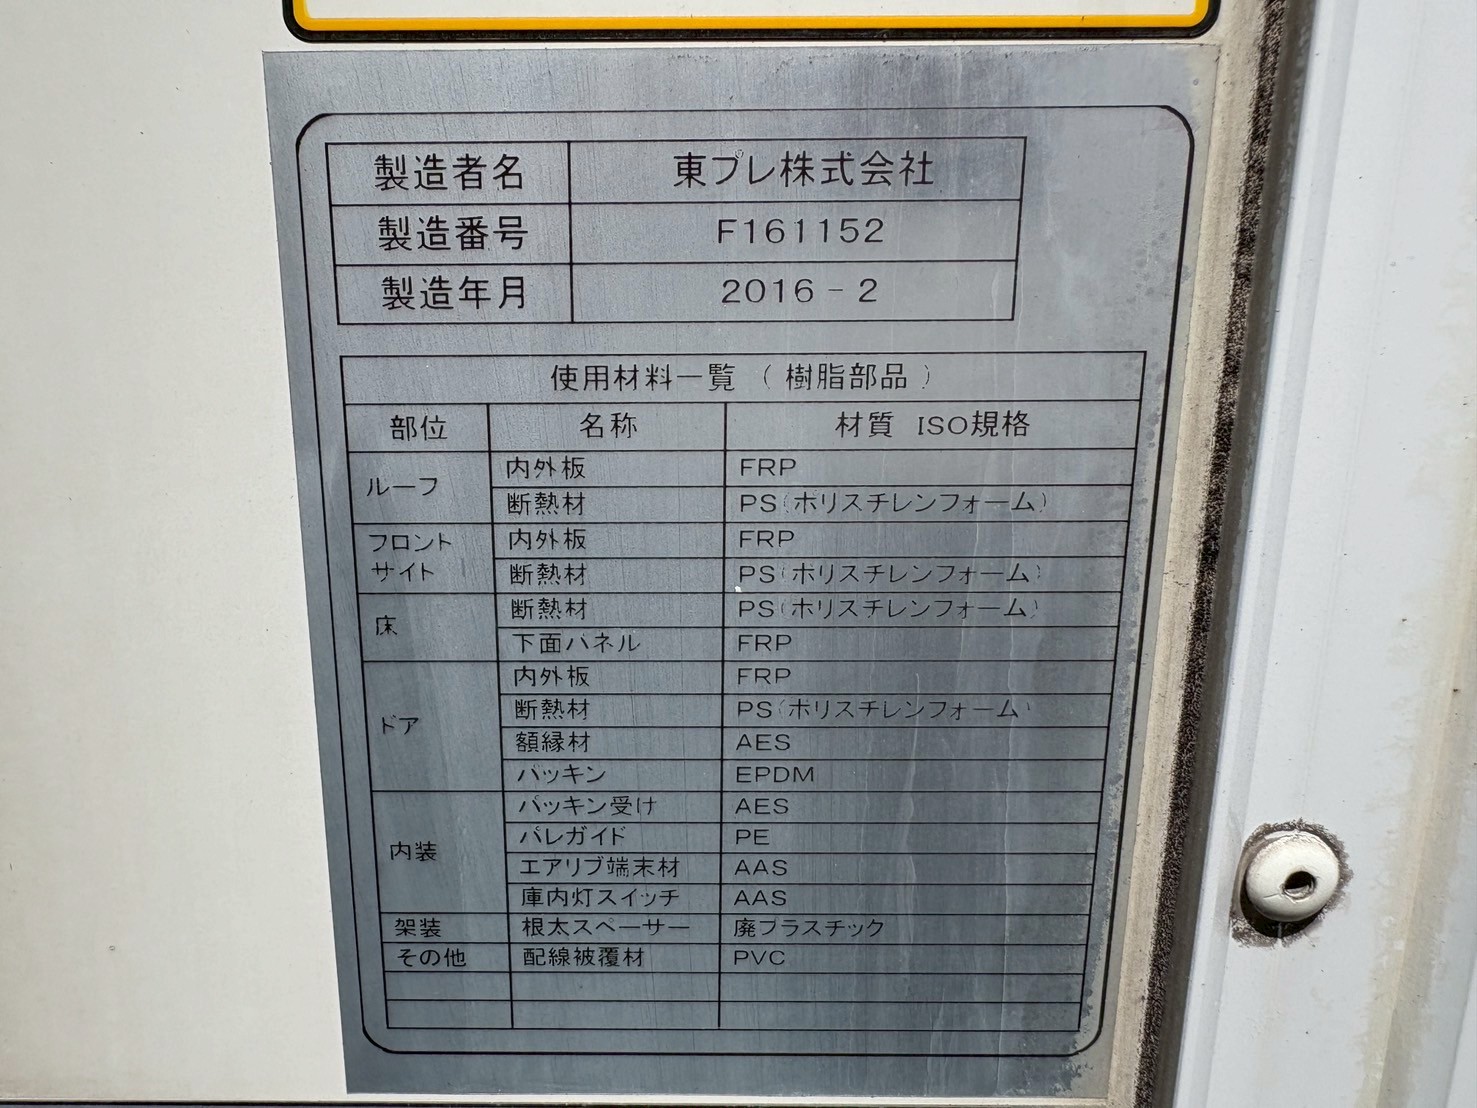 製造者名 東プレ株式会社
製造番号 F161152
製造年月 2016-2
使用材料一覧(樹脂部品)
部位 名称 材質 ISO規格
ルーフ 内外板 FRP
断熱材 PS(ポリスチレンフォーム)
フロント
サイド
内外板 FRP
断熱材 PS(ポリスチレンフォーム)
床 断熱材 PS(ポリスチレンフォーム)
下面パネル FRP
ドア 内外板 FRP
断熱材 PS(ポリスチレンフォーム)
額縁材 AES
パッキン EPDM
内装 パッキン受け AES
パレガイド PE
エアリブ端末材 AAS
庫内灯スイッチ AAS
架装 根太スペーサー 廃プラスチック
その他 配線被覆材 PVC